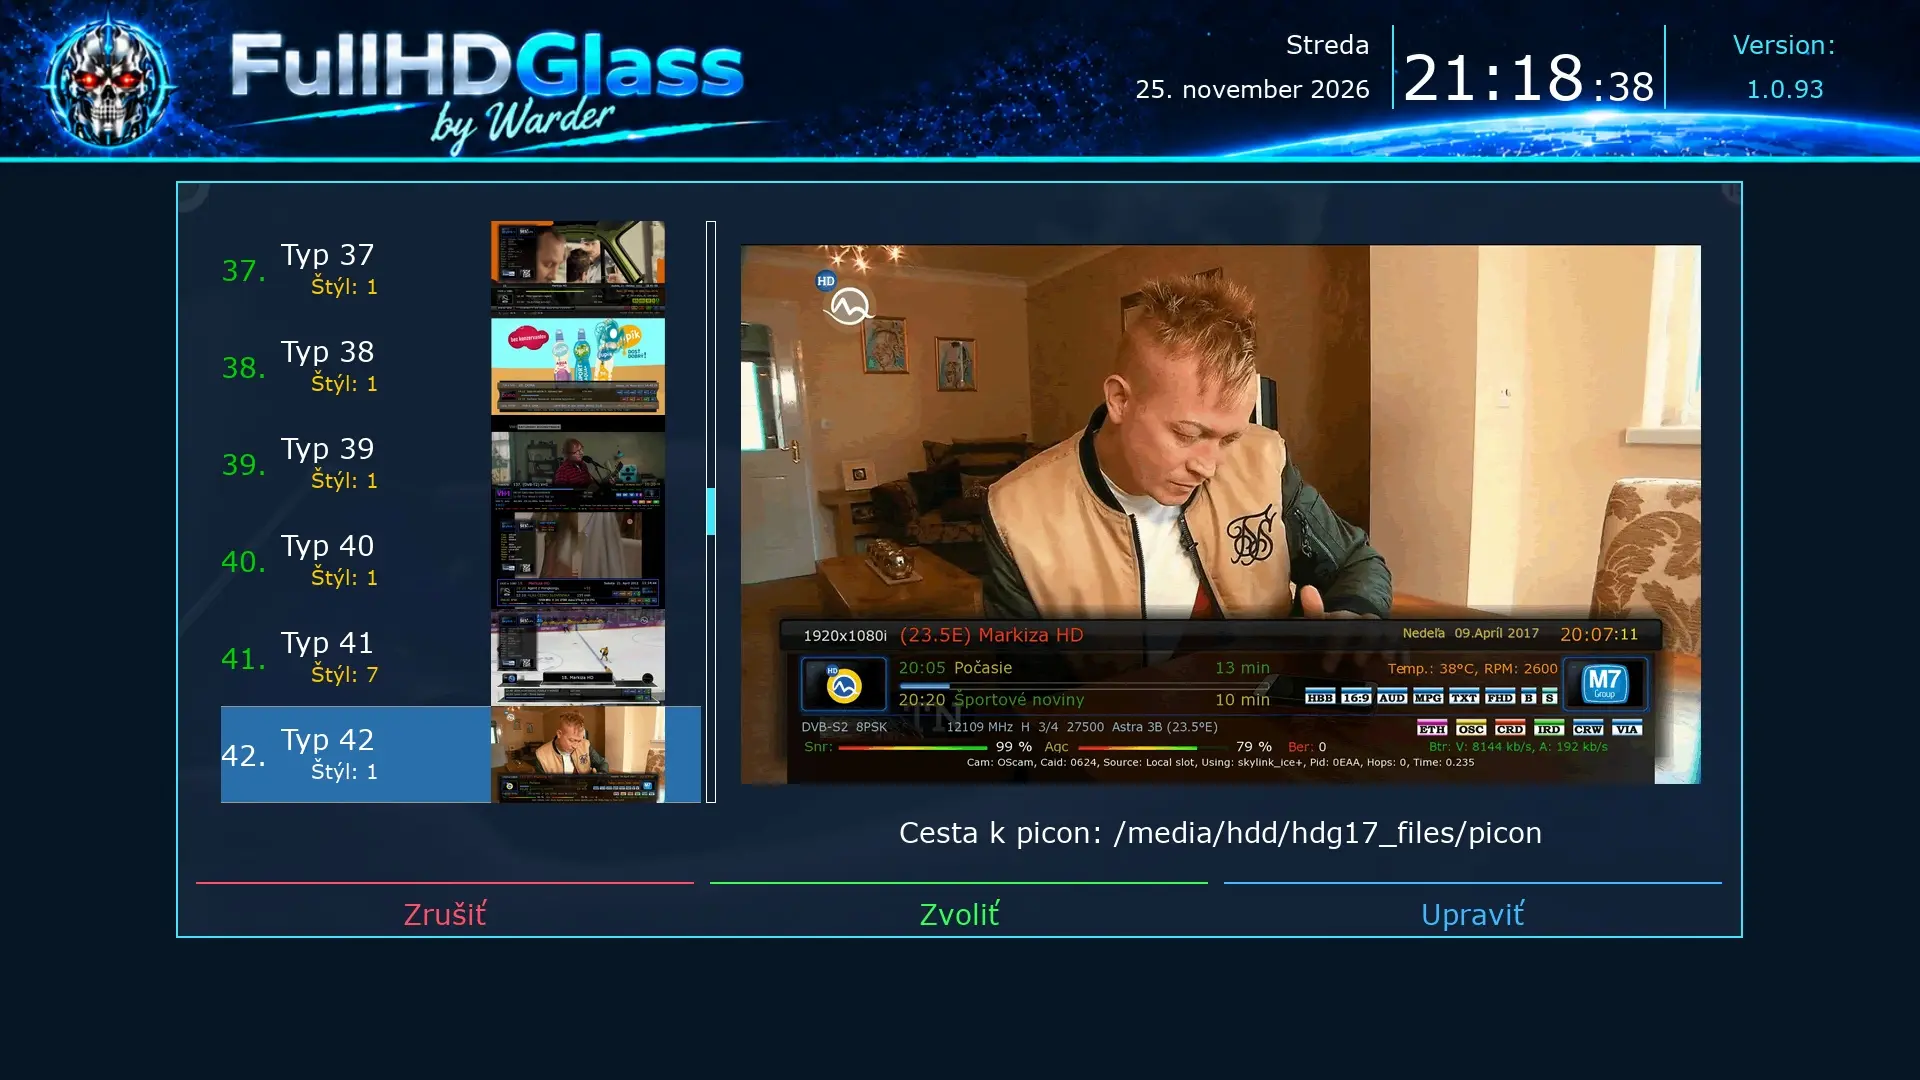 FullHDGlass
by Warder
Streda
25. november 2026
21:18:38
Version:
1.0.93
37. Typ 37
Štýl: 1
38. Typ 38
Štýl: 1
39. Typ 39
Štýl: 1
40. Typ 40
Štýl: 1
41. Typ 41
Štýl: 7
42. Typ 42
Štýl: 1
HD
1920x1080i (23.5E) Markiza HD
Nedeľa 09.Apríl 2017 20:07:11
HD
20:05 Počasie 13 min
Temp.: 38°C, RPM: 2600
M7
Group
20:20 Športové noviny 10 min
HBB 16:9 AUD MPG TXT FHD B S
DVB-S2 8PSK 12109 MHz H 3/4 27500 Astra 3B (23.5°E)
ETH OSC CRD IRD CRW VIA
Snr: 99 % Agc 79 % Ber: 0
Btr: V: 8144 kb/s, A: 192 kb/s
Cam: OScam, Caid: 0624, Source: Local slot, Using: skylink_ice+, Pid: 0EAA, Hops: 0, Time: 0.235
Cesta k picon: /media/hdd/hdg17_files/picon
Zrušiť
Zvoliť
Upraviť